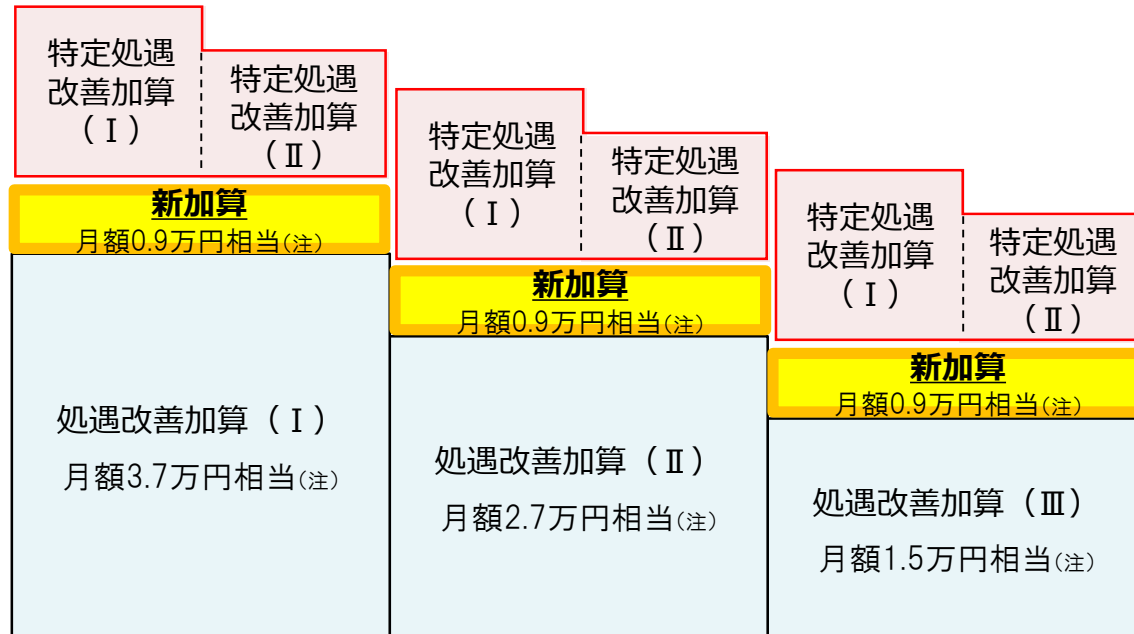 特定処遇
改善加算
(Ⅰ)
特定処遇
改善加算
(Ⅱ)
新加算
月額0.9万円相当(注)
処遇改善加算(Ⅰ)
月額3.7万円相当(注)
特定処遇
改善加算
(Ⅰ)
特定処遇
改善加算
(Ⅱ)
新加算
月額0.9万円相当(注)
処遇改善加算(Ⅱ)
月額2.7万円相当(注)
特定処遇
改善加算
(Ⅰ)
特定処遇
改善加算
(Ⅱ)
新加算
月額0.9万円相当(注)
処遇改善加算(Ⅲ)
月額1.5万円相当(注)